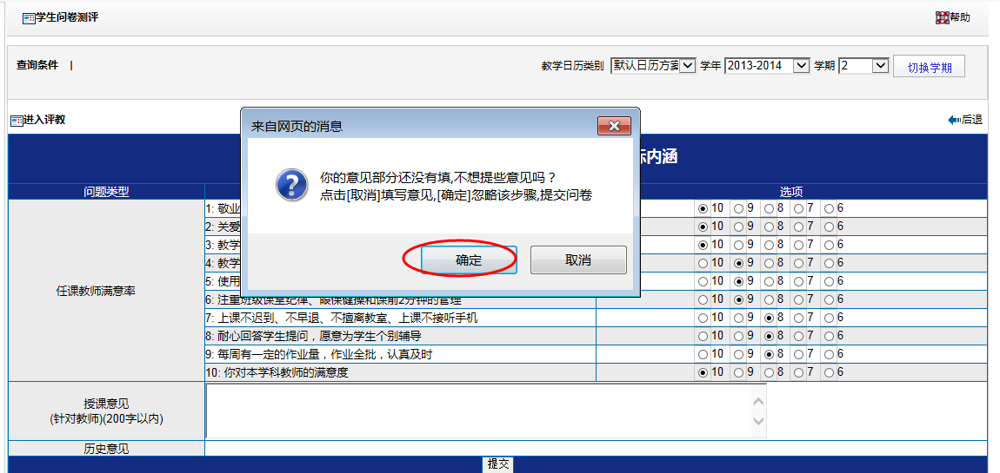 学生问卷测评
帮助
查询条件 |
教学日历类别 默认日历方案 学年 2013-2014 学期 2 切换学期
进入评教
后退
来自网页的消息
你的意见部分还没有填,不想提些意见吗？
点击[取消]填写意见,[确定]忽略该步骤,提交问卷
确定 取消
内涵
问题类型 选项
任课教师满意率
1: 敬业 10 9 8 7 6
2: 关爱 10 9 8 7 6
3: 教学 10 9 8 7 6
4: 教学 10 9 8 7 6
5: 使用 10 9 8 7 6
6: 注重班级课堂纪律、眼保健操和课前2分钟的管理 10 9 8 7 6
7: 上课不迟到、不早退、不擅离教室、上课不接听手机 10 9 8 7 6
8: 耐心回答学生提问，愿意为学生个别辅导 10 9 8 7 6
9: 每周有一定的作业量，作业全批，认真及时 10 9 8 7 6
10: 你对本学科教师的满意度 10 9 8 7 6
授课意见
(针对教师)(200字以内)
历史意见
提交